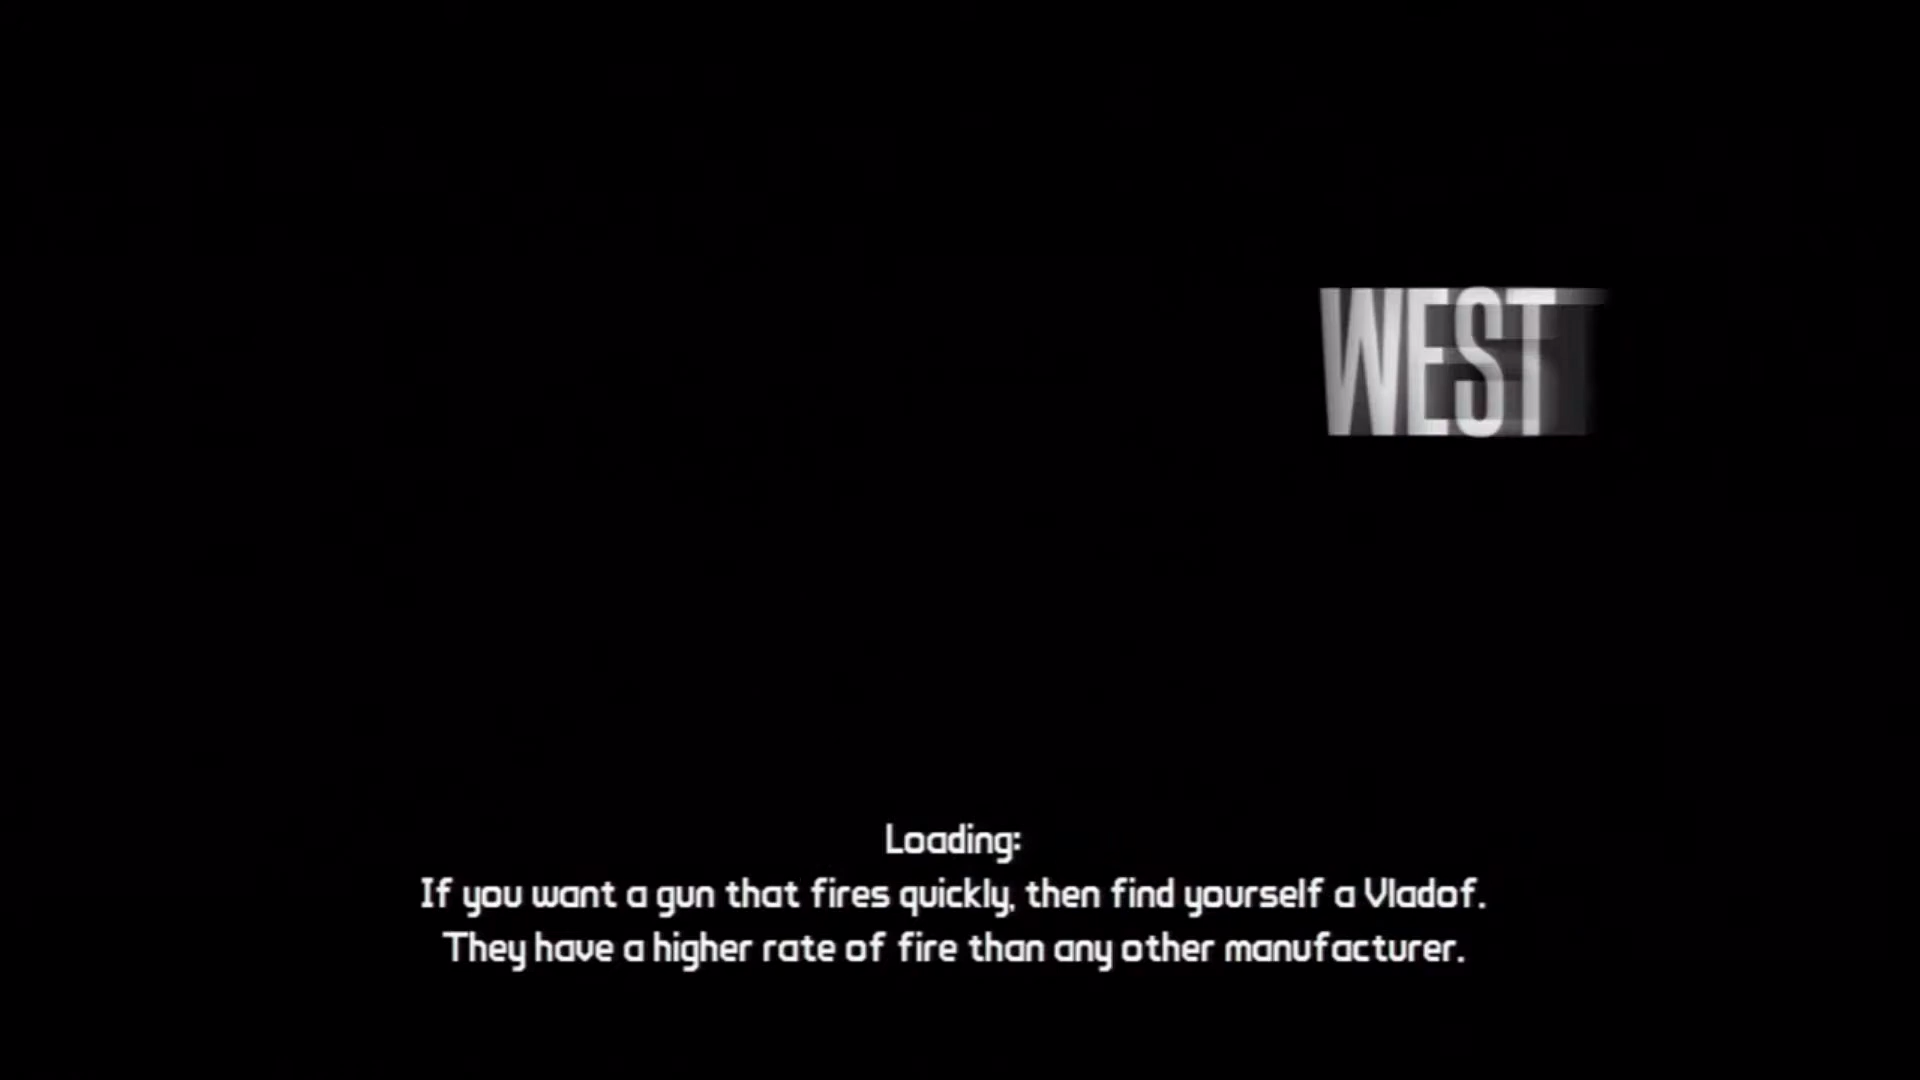 WEST
Loading:
If you want a gun that fires quickly, then find yourself a Vladof.
They have a higher rate of fire than any other manufacturer.